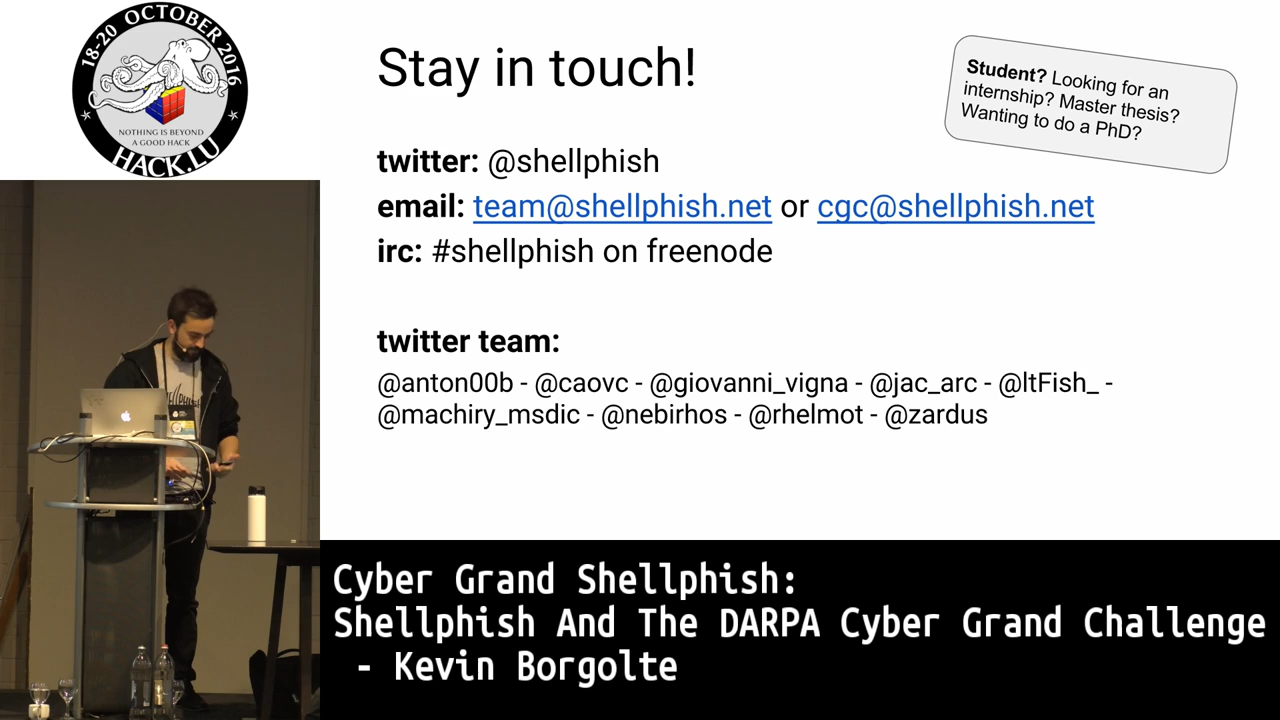 18-20 OCTOBER 2016
NOTHING IS BEYOND
A GOOD HACK
HACK.LU
Stay in touch!
Student? Looking for an
internship? Master thesis?
Wanting to do a PhD?
twitter: @shellphish
email: team@shellphish.net or cgc@shellphish.net
irc: #shellphish on freenode
twitter team:
@anton00b - @caovc - @giovanni_vigna - @jac_arc - @ltFish_ -
@machiry_msdic - @nebirhos - @rhelmot - @zardus
Cyber Grand Shellphish:
Shellphish And The DARPA Cyber Grand Challenge
- Kevin Borgolte